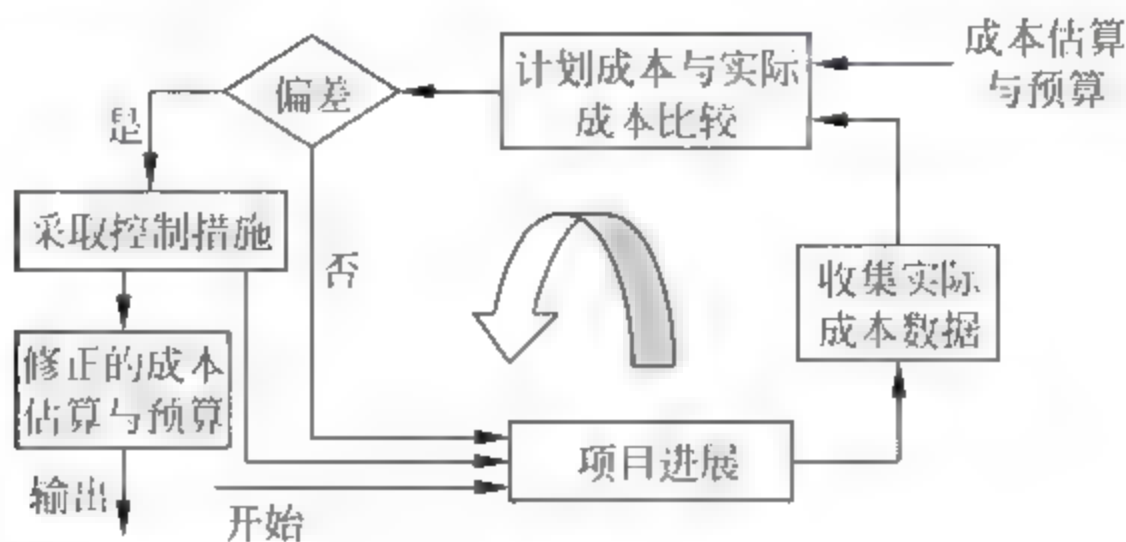 成本估算
与预算
计划成本与实际
成本比较
偏差
是
采取控制措施
否
收集实际
成本数据
修正的成本
估算与预算
项目进展
输出
开始